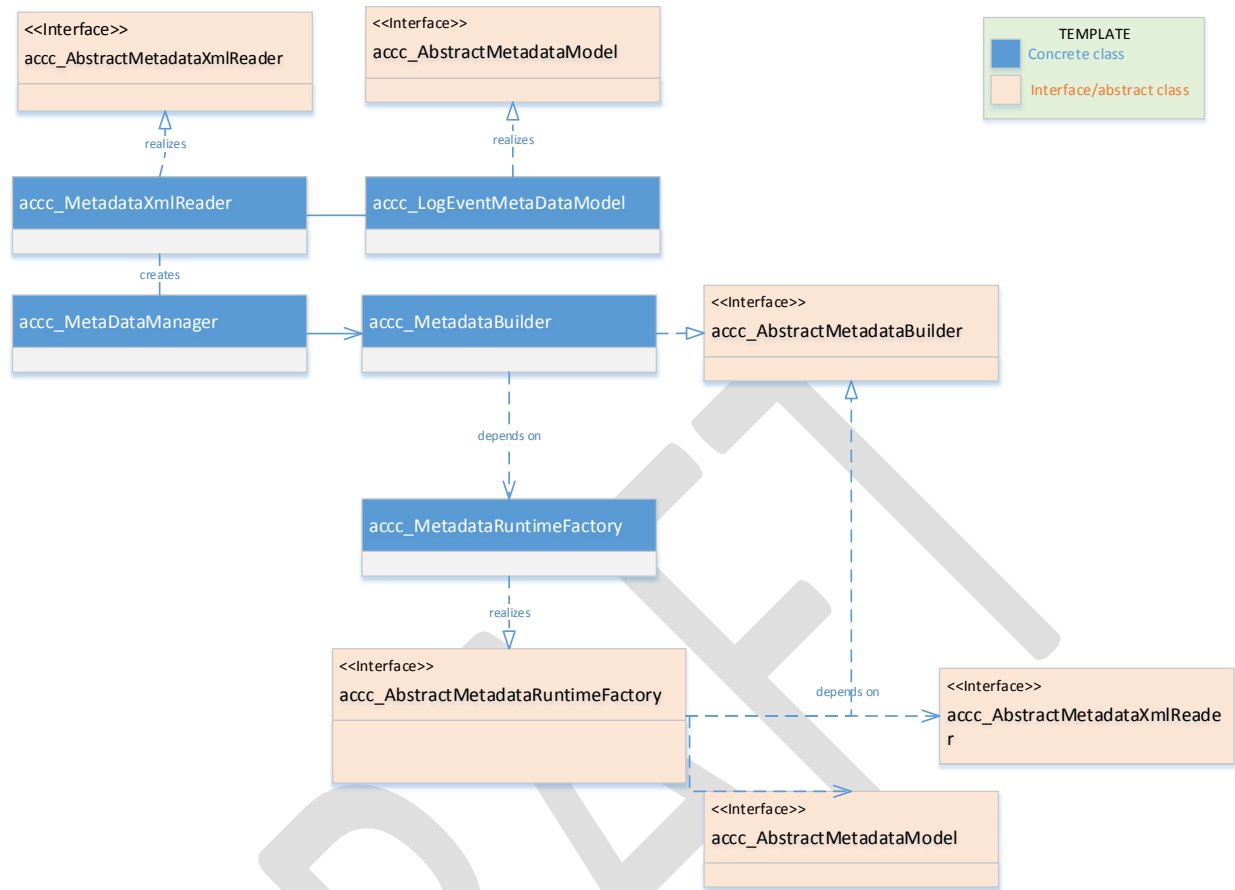 <<Interface>>
accc_AbstractMetadataXmlReader
<<Interface>>
accc_AbstractMetadataModel
TEMPLATE
Concrete class
Interface/abstract class
realizes
realizes
accc_MetadataXmlReader
accc_LogEventMetaDataModel
creates
accc_MetaDataManager
accc_MetadataBuilder
<<Interface>>
accc_AbstractMetadataBuilder
depends on
accc_MetadataRuntimeFactory
realizes
<<Interface>>
accc_AbstractMetadataRuntimeFactory
depends on
<<Interface>>
accc_AbstractMetadataXmlReade
r
<<Interface>>
accc_AbstractMetadataModel
DRAFT